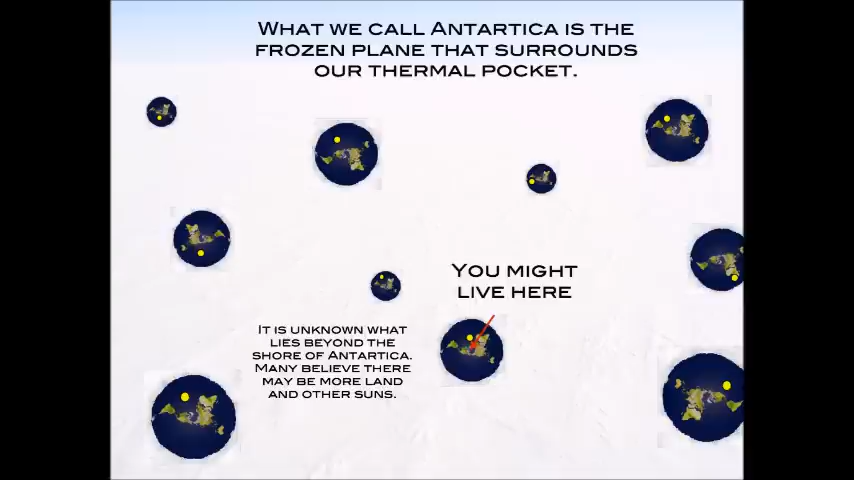 What we call Antartica is the
frozen plane that surrounds
our thermal pocket.
You might
live here
It is unknown what
lies beyond the
shore of Antartica.
Many believe there
may be more land
and other suns.